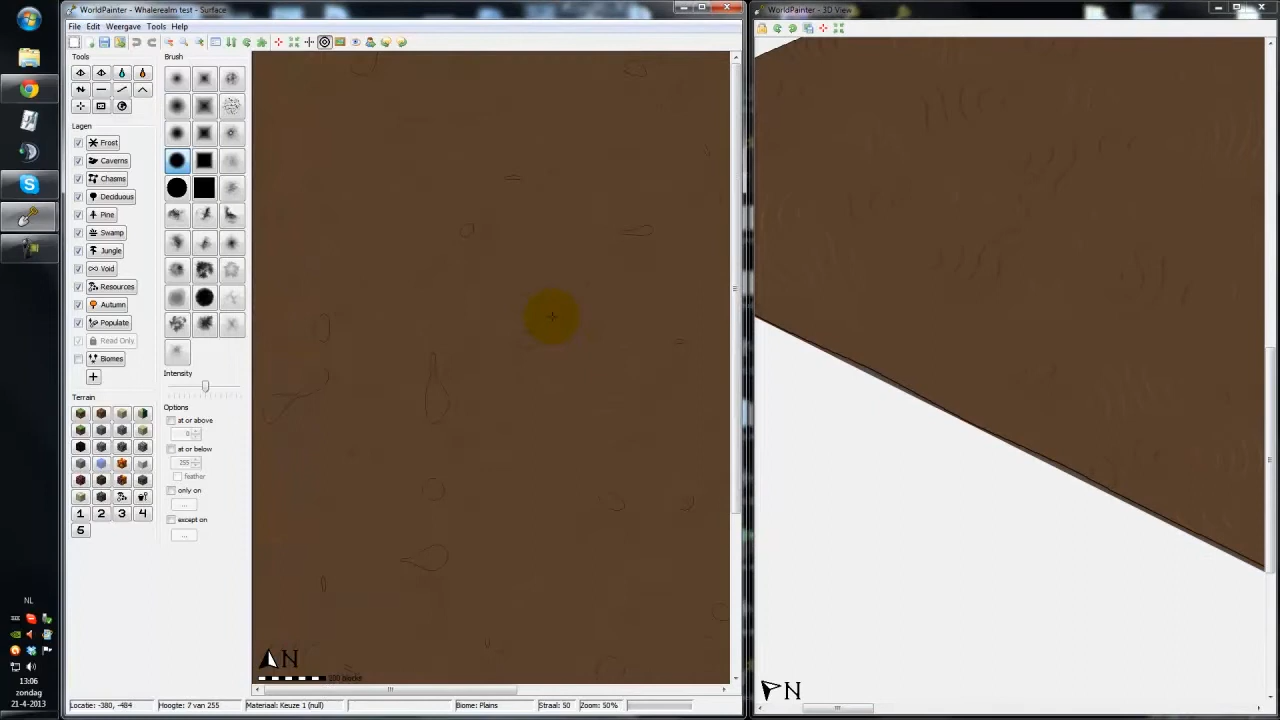 WorldPainter - Whalerealm test - Surface
WorldPainter - 3D View
File Edit Weergave Tools Help
Tools
Brush
Lagen
Frost
Caverns
Chasms
Deciduous
Pine
Swamp
Jungle
Void
Resources
Autumn
Populate
Read Only
Biomes
Terrain
1 2 3 4
5
Intensity
Options
at or above
0
at or below
255
feather
only on
...
except on
...
N
N
Locatie: -380, -484
Hoogte: 7 van 255
Materiaal: Keuze 1 (null)
Biome: Plains
Straal: 50
Zoom: 50%
NL
13:06
zondag
21-4-2013